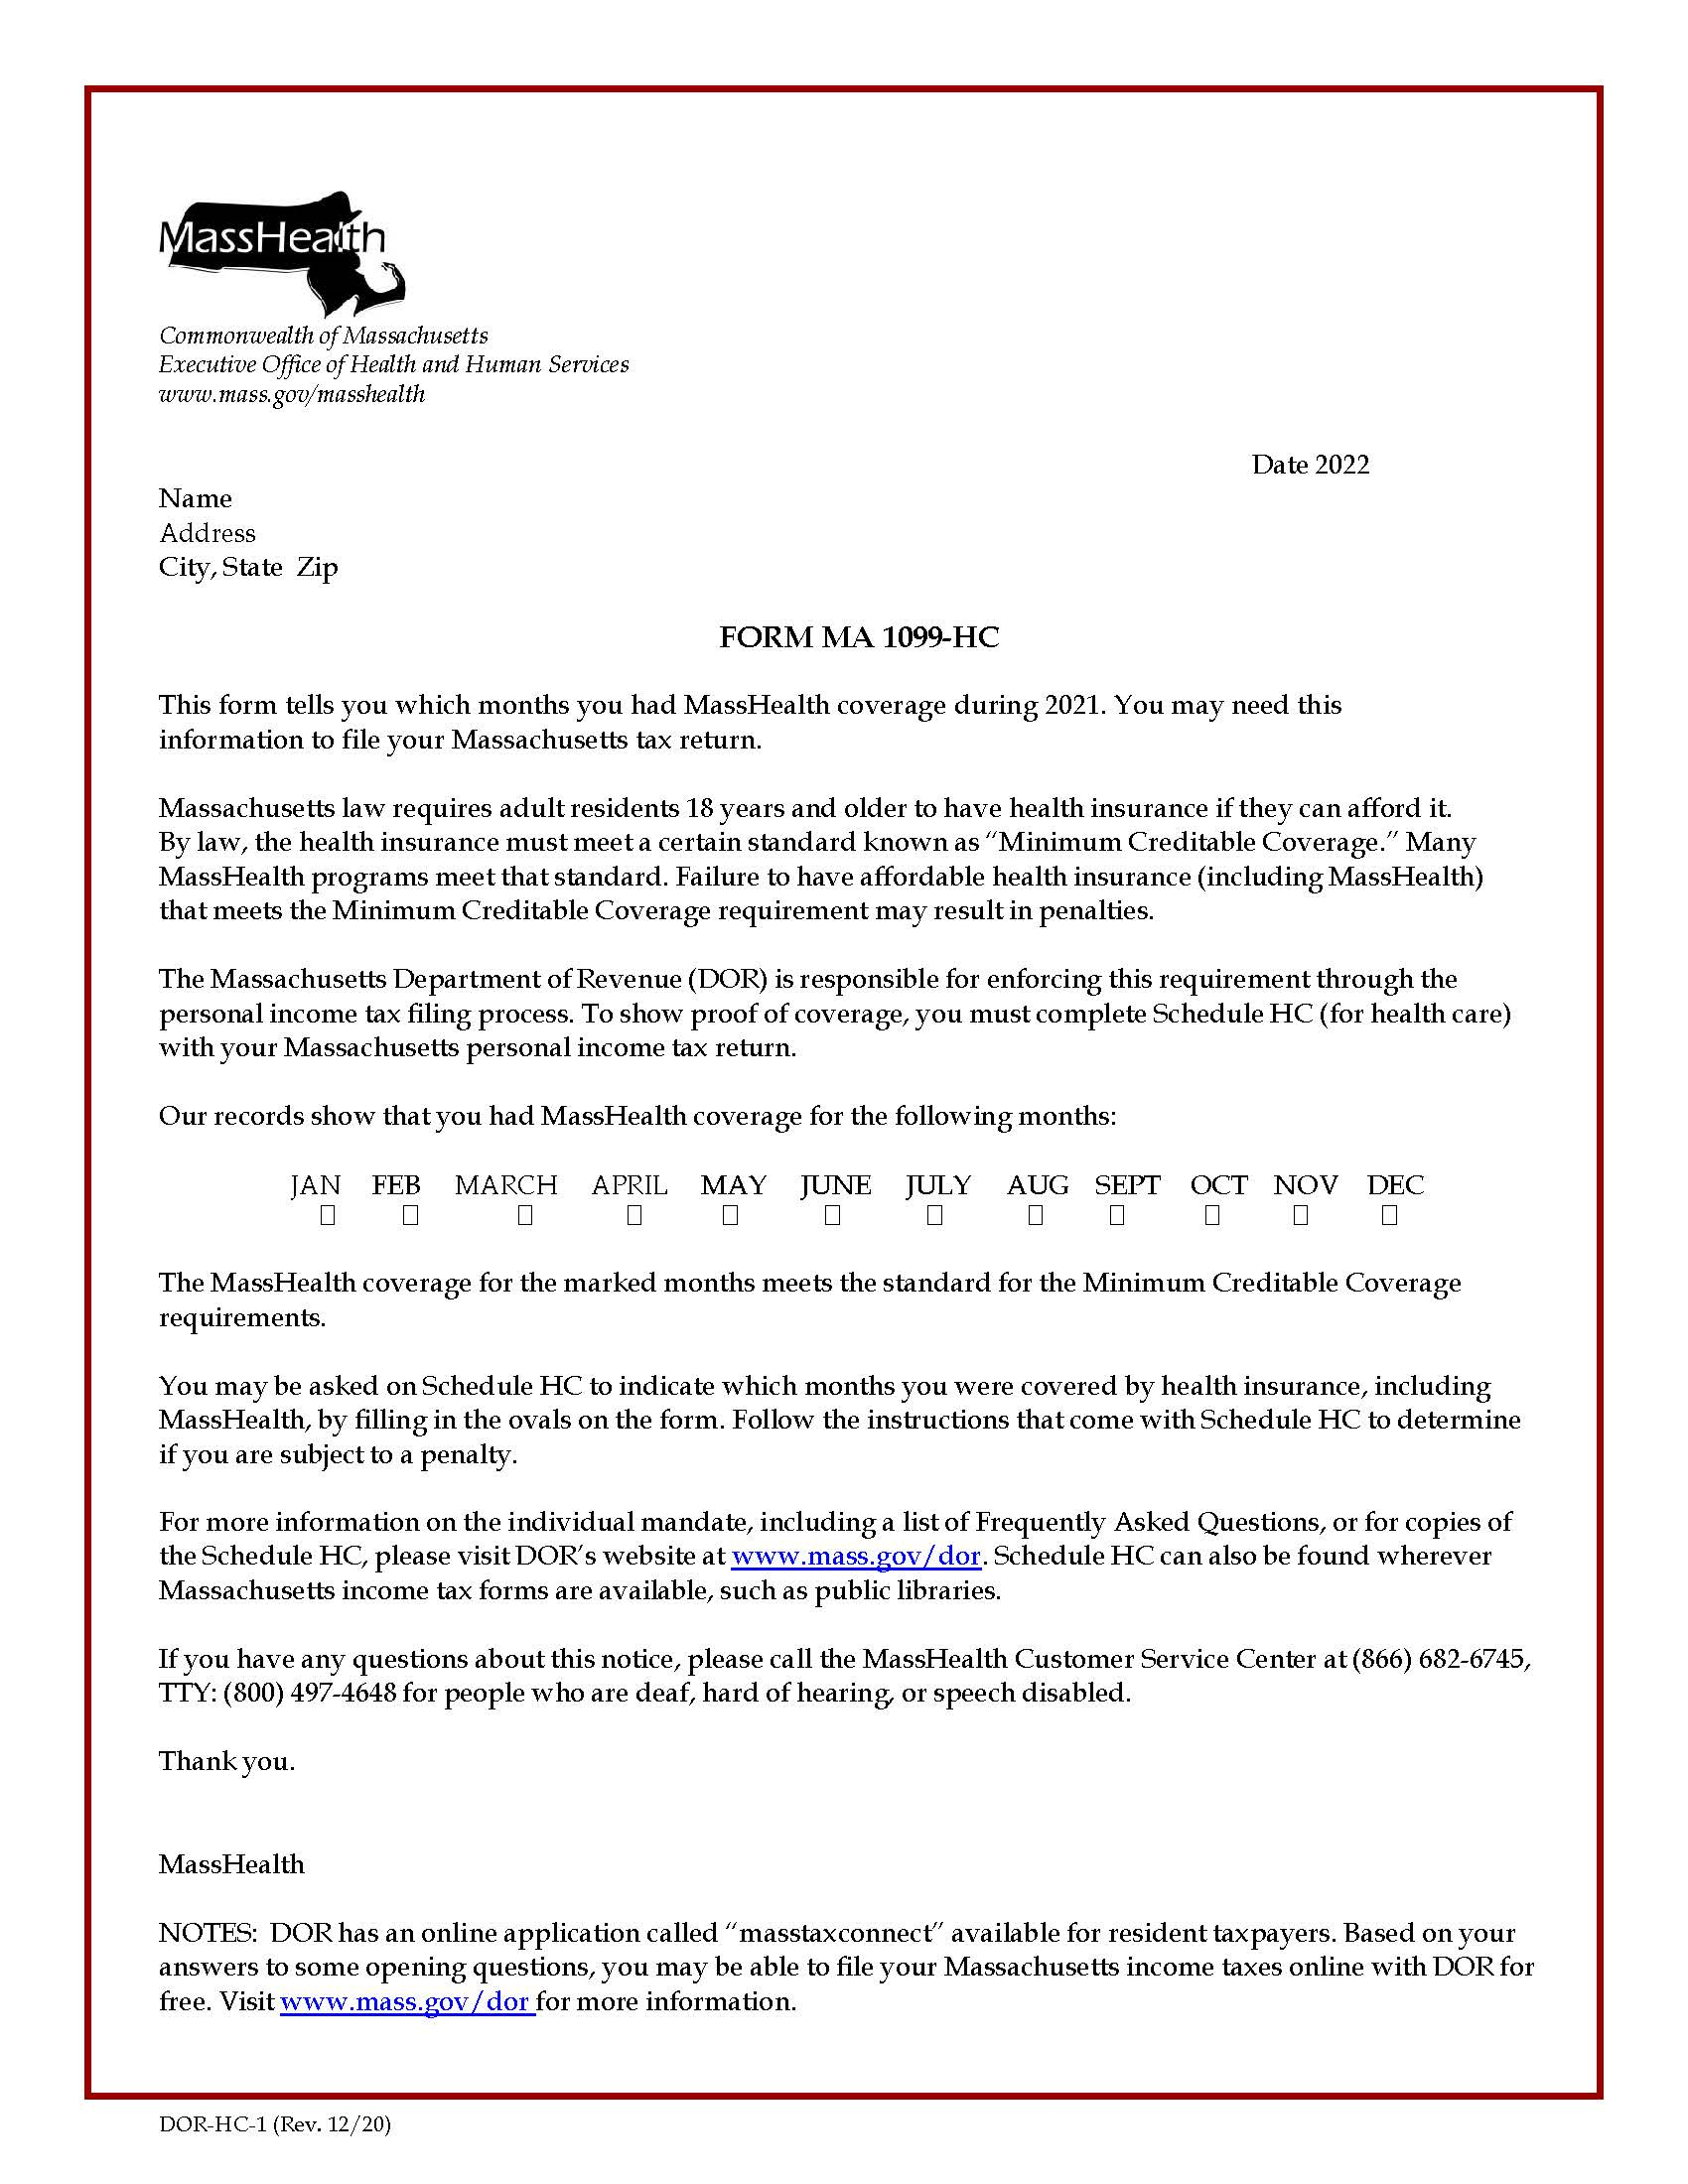 MassHealth
Commonwealth of Massachusetts
Executive Office of Health and Human Services
www.mass.gov/masshealth
Date 2022
Name
Address
City, State  Zip
FORM MA 1099-HC
This form tells you which months you had MassHealth coverage during 2021. You may need this
information to file your Massachusetts tax return.
Massachusetts law requires adult residents 18 years and older to have health insurance if they can afford it.
By law, the health insurance must meet a certain standard known as “Minimum Creditable Coverage.” Many
MassHealth programs meet that standard. Failure to have affordable health insurance (including MassHealth)
that meets the Minimum Creditable Coverage requirement may result in penalties.
The Massachusetts Department of Revenue (DOR) is responsible for enforcing this requirement through the
personal income tax filing process. To show proof of coverage, you must complete Schedule HC (for health care)
with your Massachusetts personal income tax return.
Our records show that you had MassHealth coverage for the following months:
JAN FEB MARCH APRIL MAY JUNE JULY AUG SEPT OCT NOV DEC
The MassHealth coverage for the marked months meets the standard for the Minimum Creditable Coverage
requirements.
You may be asked on Schedule HC to indicate which months you were covered by health insurance, including
MassHealth, by filling in the ovals on the form. Follow the instructions that come with Schedule HC to determine
if you are subject to a penalty.
For more information on the individual mandate, including a list of Frequently Asked Questions, or for copies of
the Schedule HC, please visit DOR’s website at www.mass.gov/dor. Schedule HC can also be found wherever
Massachusetts income tax forms are available, such as public libraries.
If you have any questions about this notice, please call the MassHealth Customer Service Center at (866) 682-6745,
TTY: (800) 497-4648 for people who are deaf, hard of hearing, or speech disabled.
Thank you.
MassHealth
NOTES:  DOR has an online application called “masstaxconnect” available for resident taxpayers. Based on your
answers to some opening questions, you may be able to file your Massachusetts income taxes online with DOR for
free. Visit www.mass.gov/dor for more information.
DOR-HC-1 (Rev. 12/20)